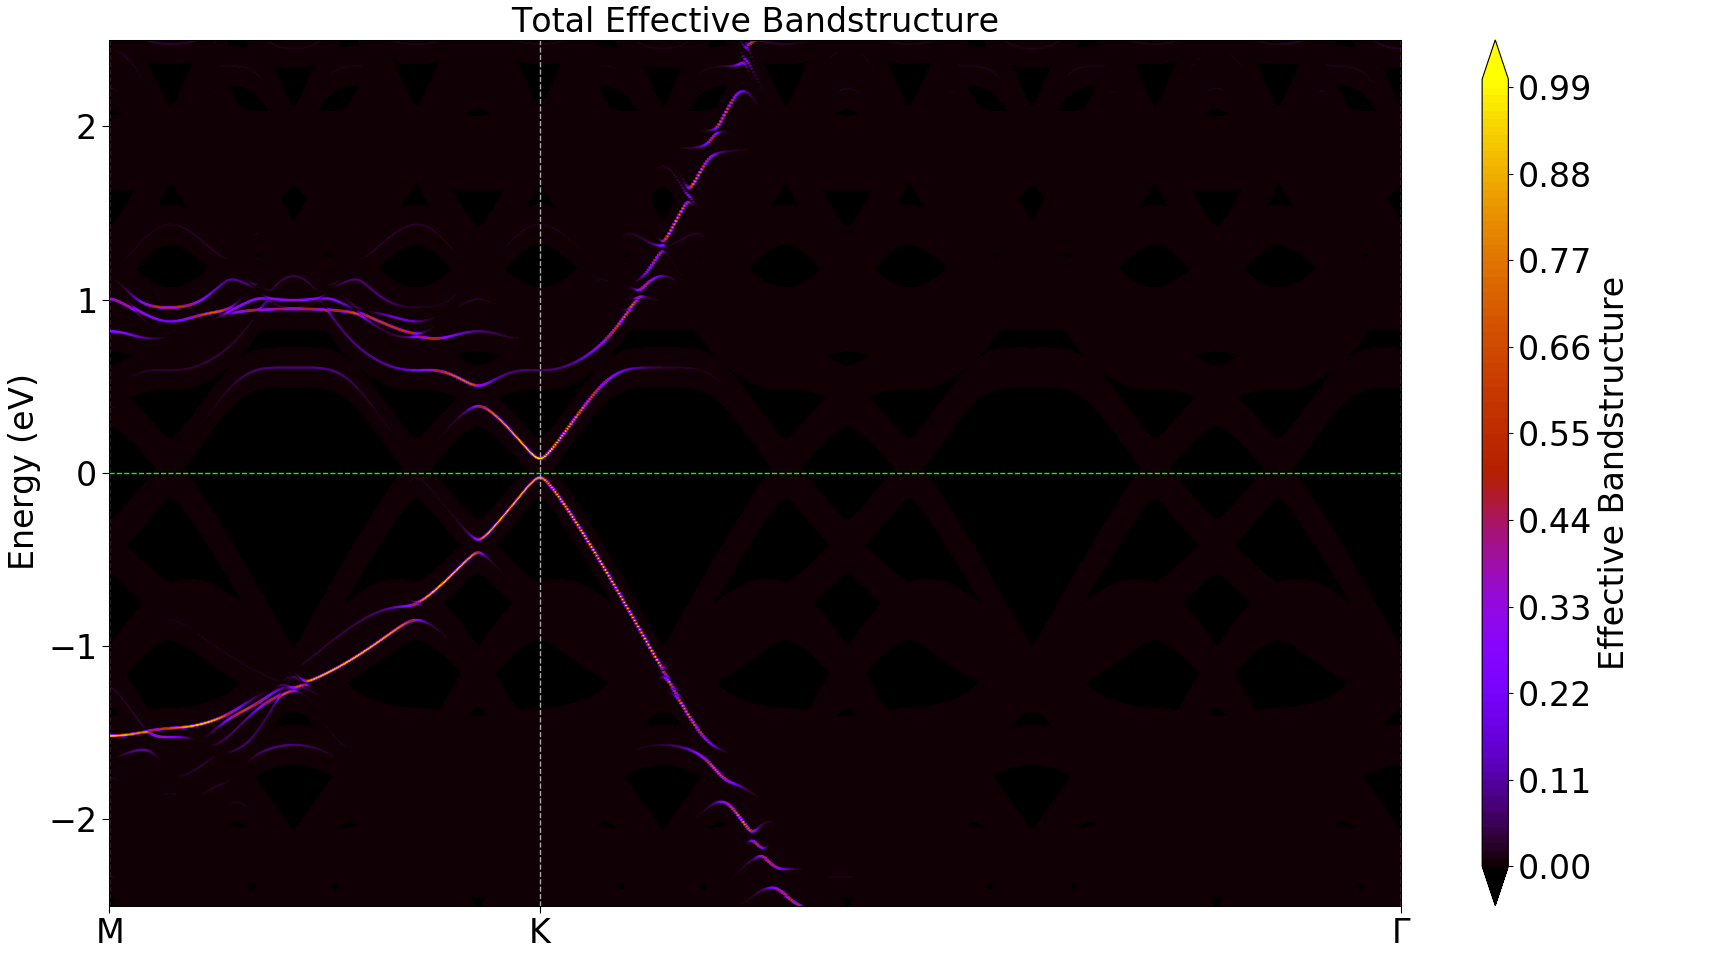 Total Effective Bandstructure
Energy (eV)
2
1
0
−1
−2
M
K
Γ
0.99
0.88
0.77
0.66
0.55
0.44
0.33
0.22
0.11
0.00
Effective Bandstructure